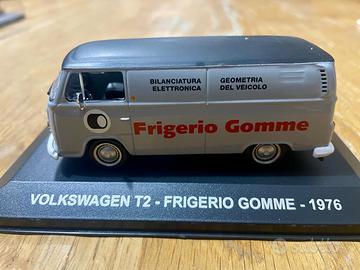 BILANCIATURA GEOMETRIA
ELETTRONICA DEL VEICOLO
Frigerio Gomme
VOLKSWAGEN T2 - FRIGERIO GOMME - 1976